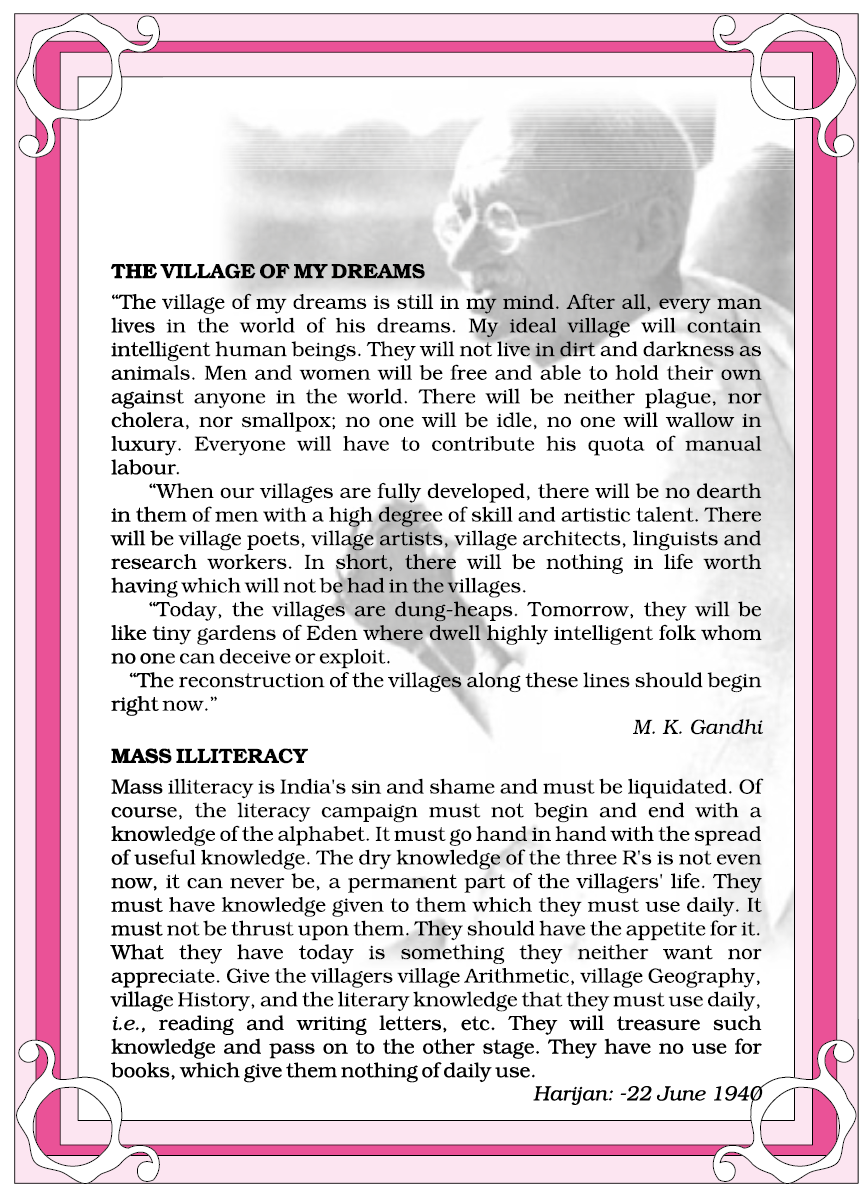 THE VILLAGE OF MY DREAMS
“The village of my dreams is still in my mind. After all, every man
lives in the world of his dreams. My ideal village will contain
intelligent human beings. They will not live in dirt and darkness as
animals. Men and women will be free and able to hold their own
against anyone in the world. There will be neither plague, nor
cholera, nor smallpox; no one will be idle, no one will wallow in
luxury. Everyone will have to contribute his quota of manual
labour.
“When our villages are fully developed, there will be no dearth
in them of men with a high degree of skill and artistic talent. There
will be village poets, village artists, village architects, linguists and
research workers. In short, there will be nothing in life worth
having which will not be had in the villages.
“Today, the villages are dung-heaps. Tomorrow, they will be
like tiny gardens of Eden where dwell highly intelligent folk whom
no one can deceive or exploit.
“The reconstruction of the villages along these lines should begin
right now.”
M. K. Gandhi
MASS ILLITERACY
Mass illiteracy is India's sin and shame and must be liquidated. Of
course, the literacy campaign must not begin and end with a
knowledge of the alphabet. It must go hand in hand with the spread
of useful knowledge. The dry knowledge of the three R's is not even
now, it can never be, a permanent part of the villagers' life. They
must have knowledge given to them which they must use daily. It
must not be thrust upon them. They should have the appetite for it.
What they have today is something they neither want nor
appreciate. Give the villagers village Arithmetic, village Geography,
village History, and the literary knowledge that they must use daily,
i.e., reading and writing letters, etc. They will treasure such
knowledge and pass on to the other stage. They have no use for
books, which give them nothing of daily use.
Harijan: -22 June 1940